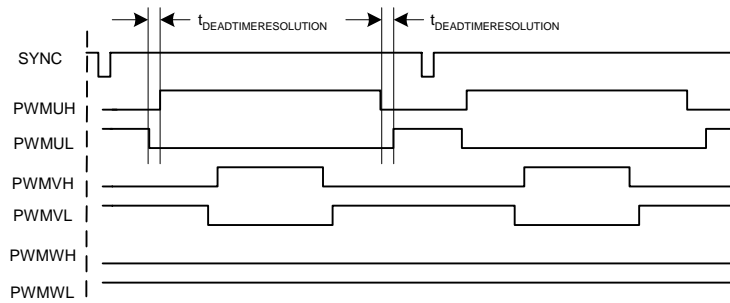 tDEADTIMERESOLUTION
tDEADTIMERESOLUTION
SYNC
PWMUH
PWMUL
PWMVH
PWMVL
PWMWH
PWMWL